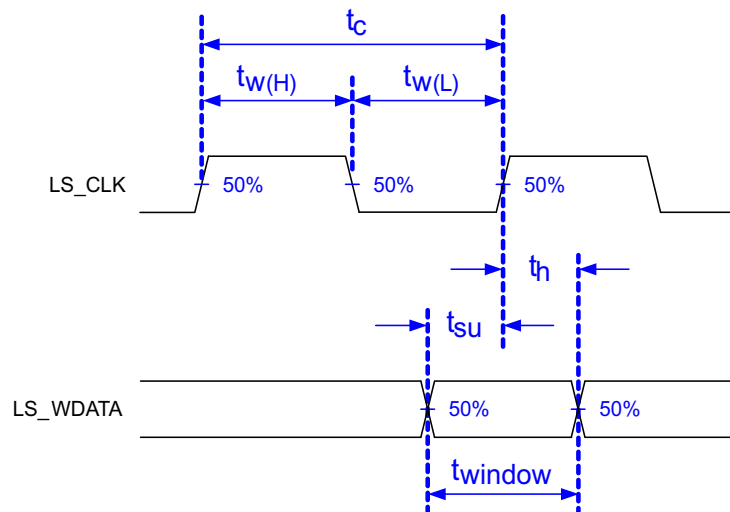 tc
tw(H) tw(L)
LS_CLK 50% 50% 50%
th
tsu
LS_WDATA 50% 50%
twindow